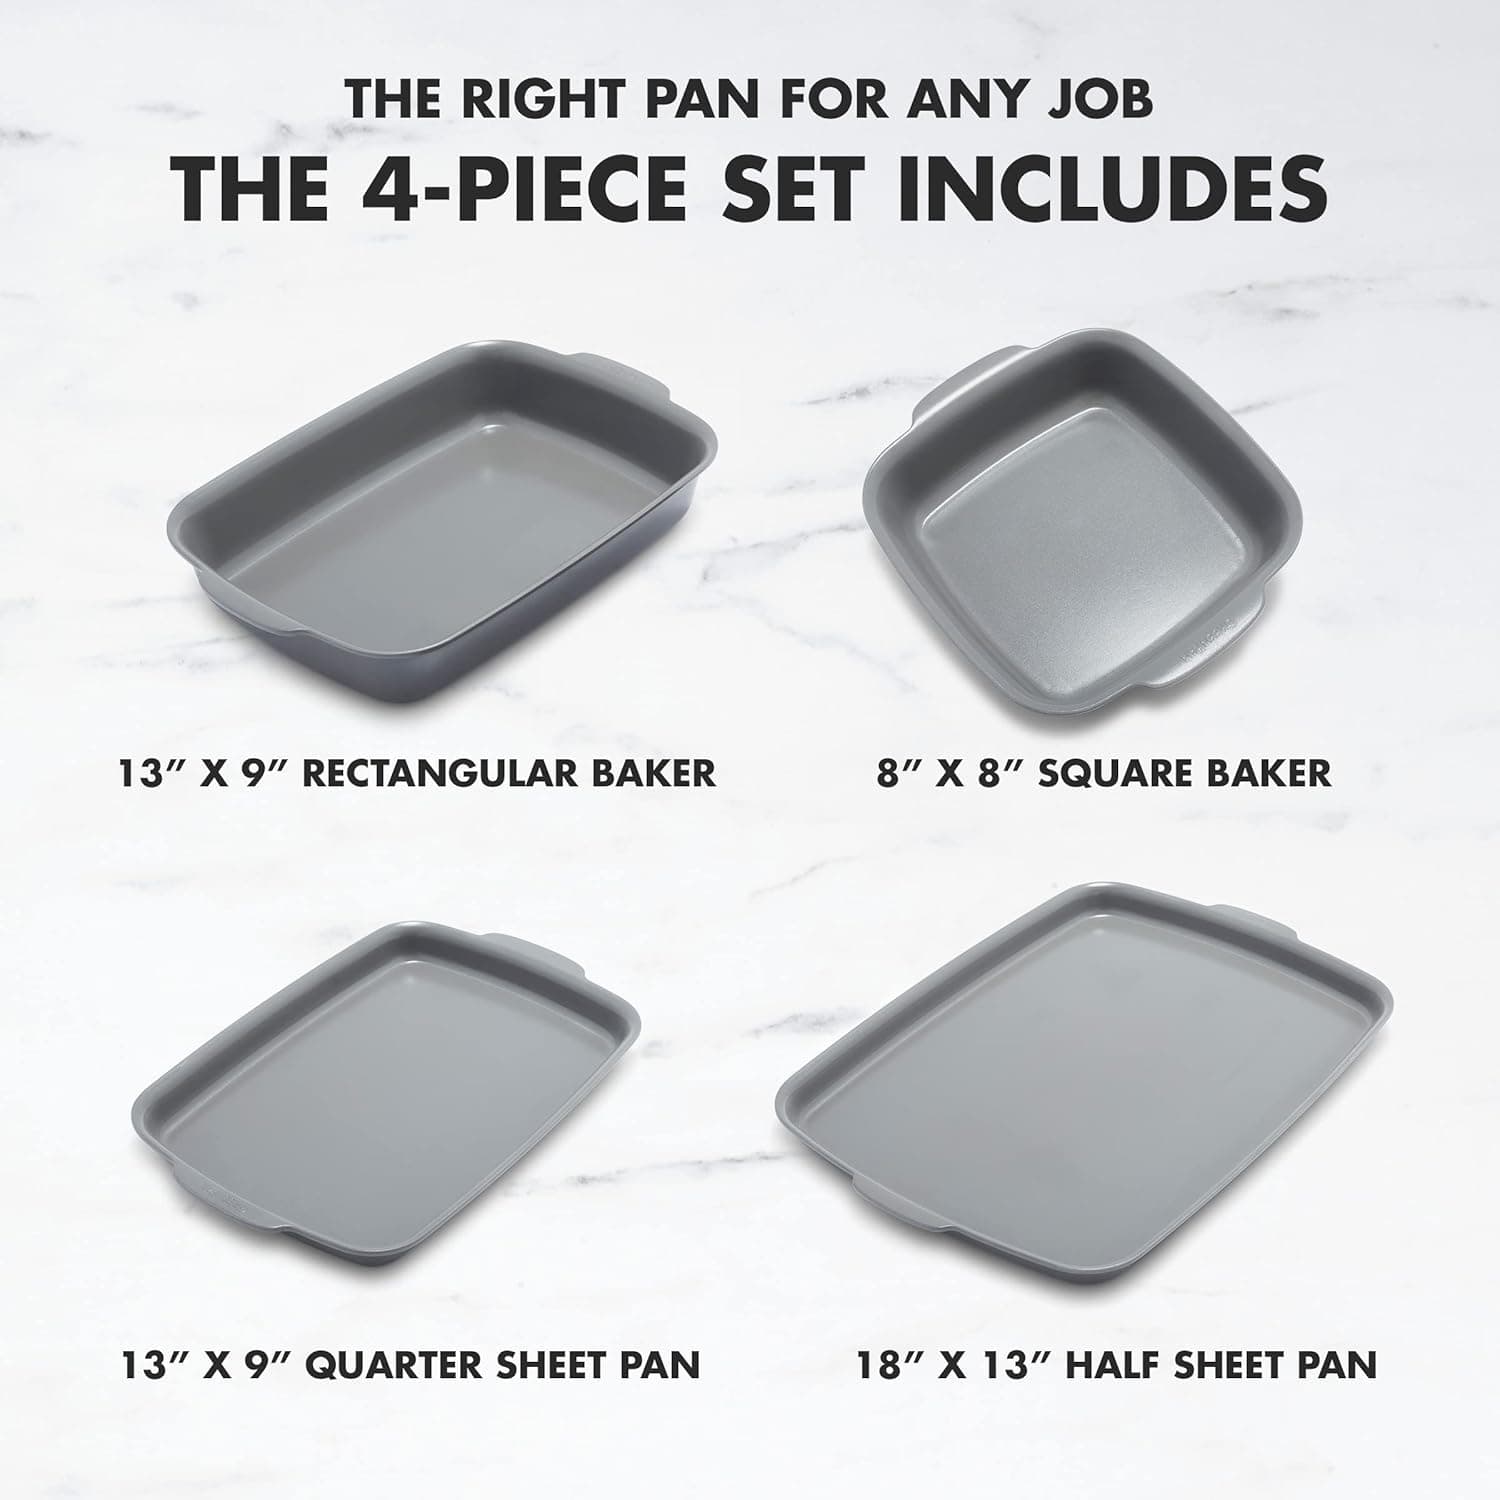 THE RIGHT PAN FOR ANY JOB
THE 4-PIECE SET INCLUDES
13” X 9” RECTANGULAR BAKER
8” X 8” SQUARE BAKER
13” X 9” QUARTER SHEET PAN
18” X 13” HALF SHEET PAN